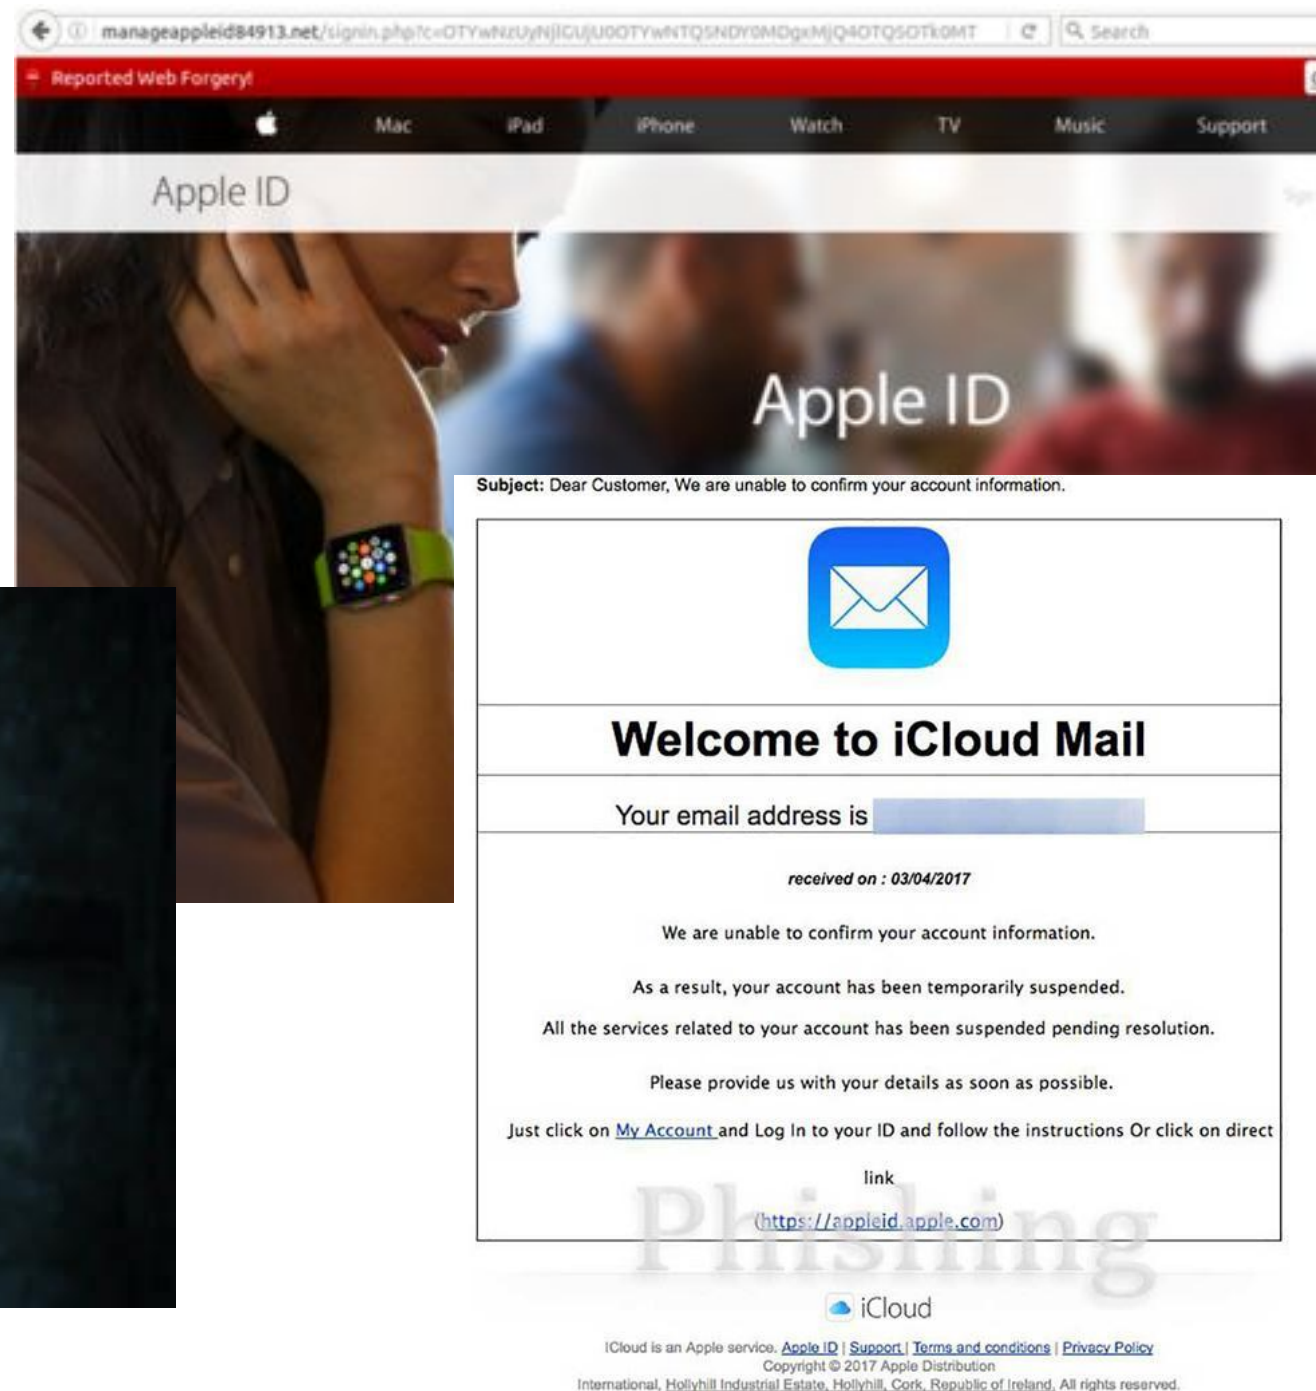 manageappleid84913.net/signin.php?c=
Search
Reported Web Forgery!
Mac iPad iPhone Watch TV Music Support
Apple ID
Apple ID
Subject: Dear Customer, We are unable to confirm your account information.
Welcome to iCloud Mail
Your email address is
received on : 03/04/2017
We are unable to confirm your account information.
As a result, your account has been temporarily suspended.
All the services related to your account has been suspended pending resolution.
Please provide us with your details as soon as possible.
Just click on My Account and Log In to your ID and follow the instructions Or click on direct
link
(https://appleid.apple.com)
Phishing
iCloud
ICloud is an Apple service. Apple ID | Support | Terms and conditions | Privacy Policy
Copyright © 2017 Apple Distribution
International, Hollyhill Industrial Estate, Hollyhill, Cork, Republic of Ireland, All rights reserved.